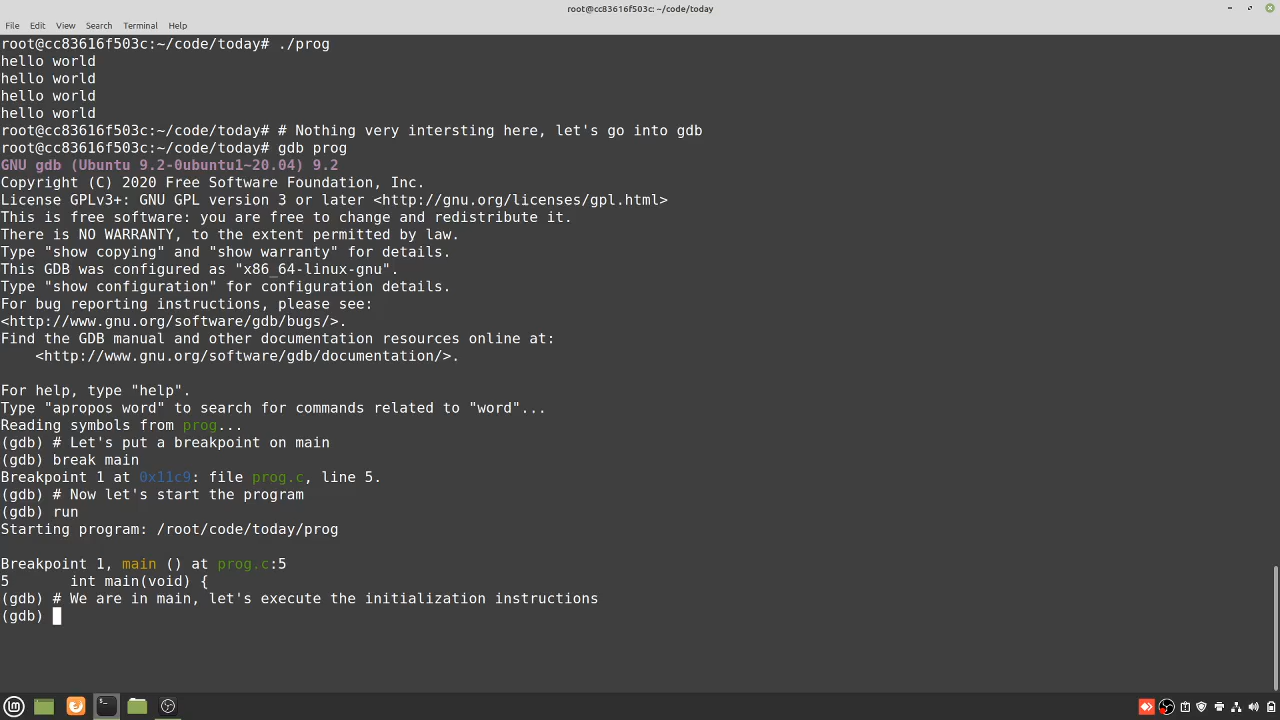 root@cc83616f503c: ~/code/today
File Edit View Search Terminal Help
root@cc83616f503c:~/code/today# ./prog
hello world
hello world
hello world
hello world
root@cc83616f503c:~/code/today# # Nothing very intersting here, let's go into gdb
root@cc83616f503c:~/code/today# gdb prog
GNU gdb (Ubuntu 9.2-0ubuntu1~20.04) 9.2
Copyright (C) 2020 Free Software Foundation, Inc.
License GPLv3+: GNU GPL version 3 or later <http://gnu.org/licenses/gpl.html>
This is free software: you are free to change and redistribute it.
There is NO WARRANTY, to the extent permitted by law.
Type "show copying" and "show warranty" for details.
This GDB was configured as "x86_64-linux-gnu".
Type "show configuration" for configuration details.
For bug reporting instructions, please see:
<http://www.gnu.org/software/gdb/bugs/>.
Find the GDB manual and other documentation resources online at:
    <http://www.gnu.org/software/gdb/documentation/>.
For help, type "help".
Type "apropos word" to search for commands related to "word"...
Reading symbols from prog...
(gdb) # Let's put a breakpoint on main
(gdb) break main
Breakpoint 1 at 0x11c9: file prog.c, line 5.
(gdb) # Now let's start the program
(gdb) run
Starting program: /root/code/today/prog
Breakpoint 1, main () at prog.c:5
5       int main(void) {
(gdb) # We are in main, let's execute the initialization instructions
(gdb)